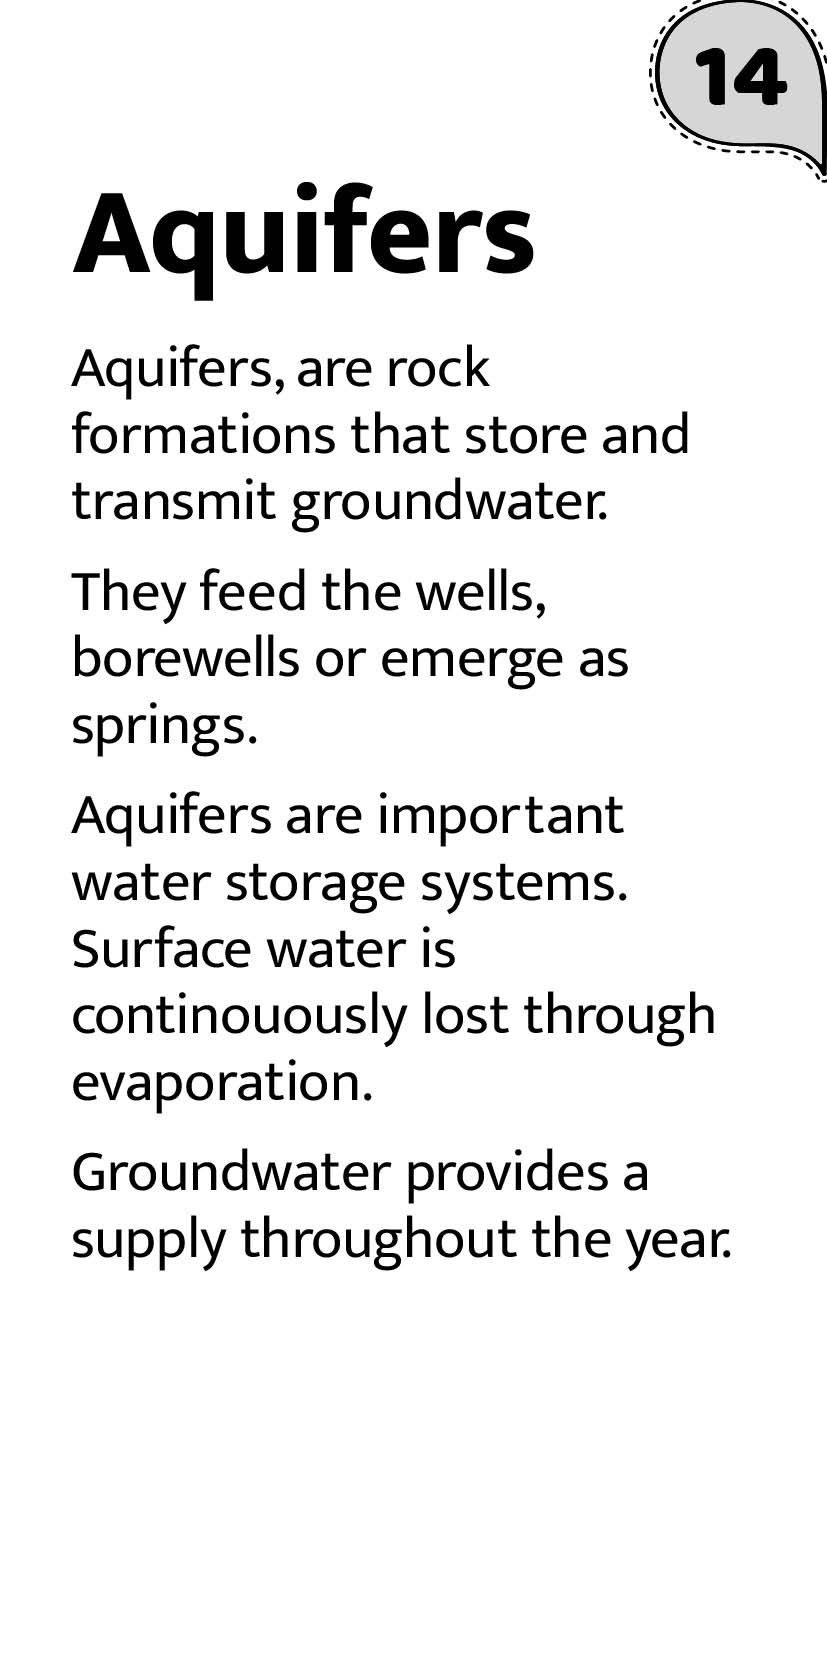 14
Aquifers
Aquifers, are rock
formations that store and
transmit groundwater.
They feed the wells,
borewells or emerge as
springs.
Aquifers are important
water storage systems.
Surface water is
continouously lost through
evaporation.
Groundwater provides a
supply throughout the year.